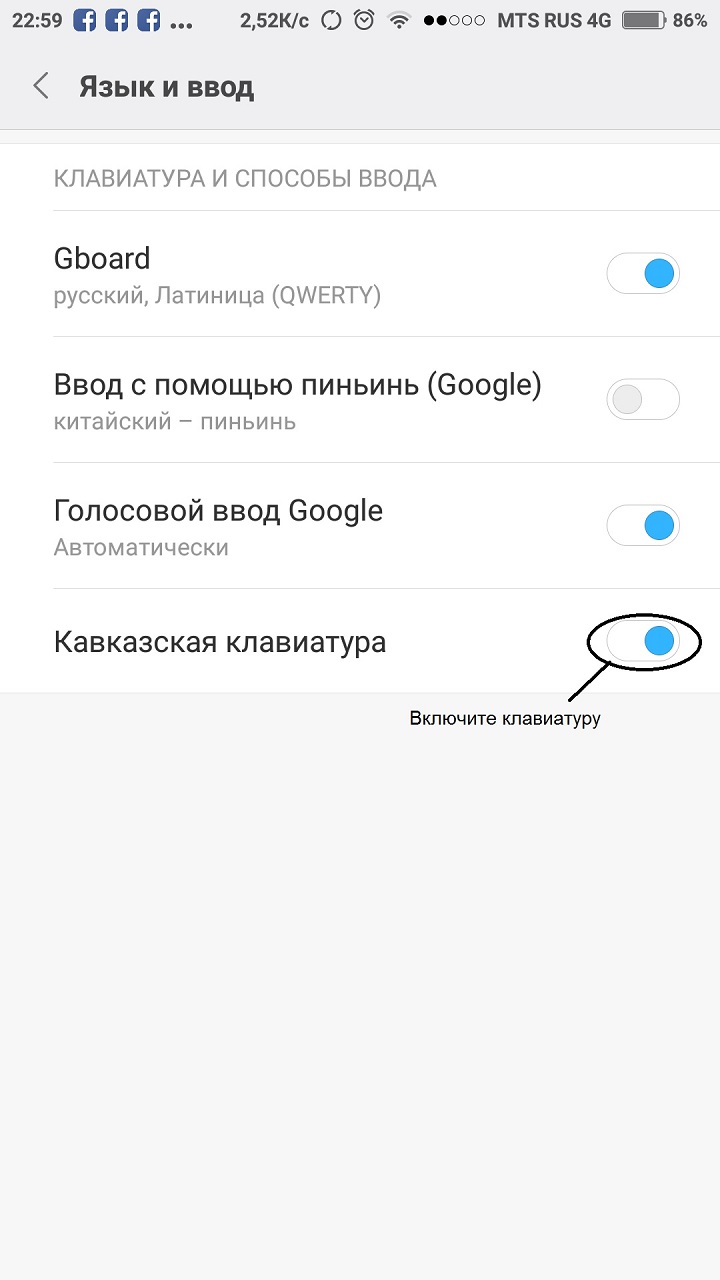 22:59 ... 2,52К/с MTS RUS 4G 86%
Язык и ввод
КЛАВИАТУРА И СПОСОБЫ ВВОДА
Gboard
русский, Латиница (QWERTY)
Ввод с помощью пиньинь (Google)
китайский – пиньинь
Голосовой ввод Google
Автоматически
Кавказская клавиатура
Включите клавиатуру